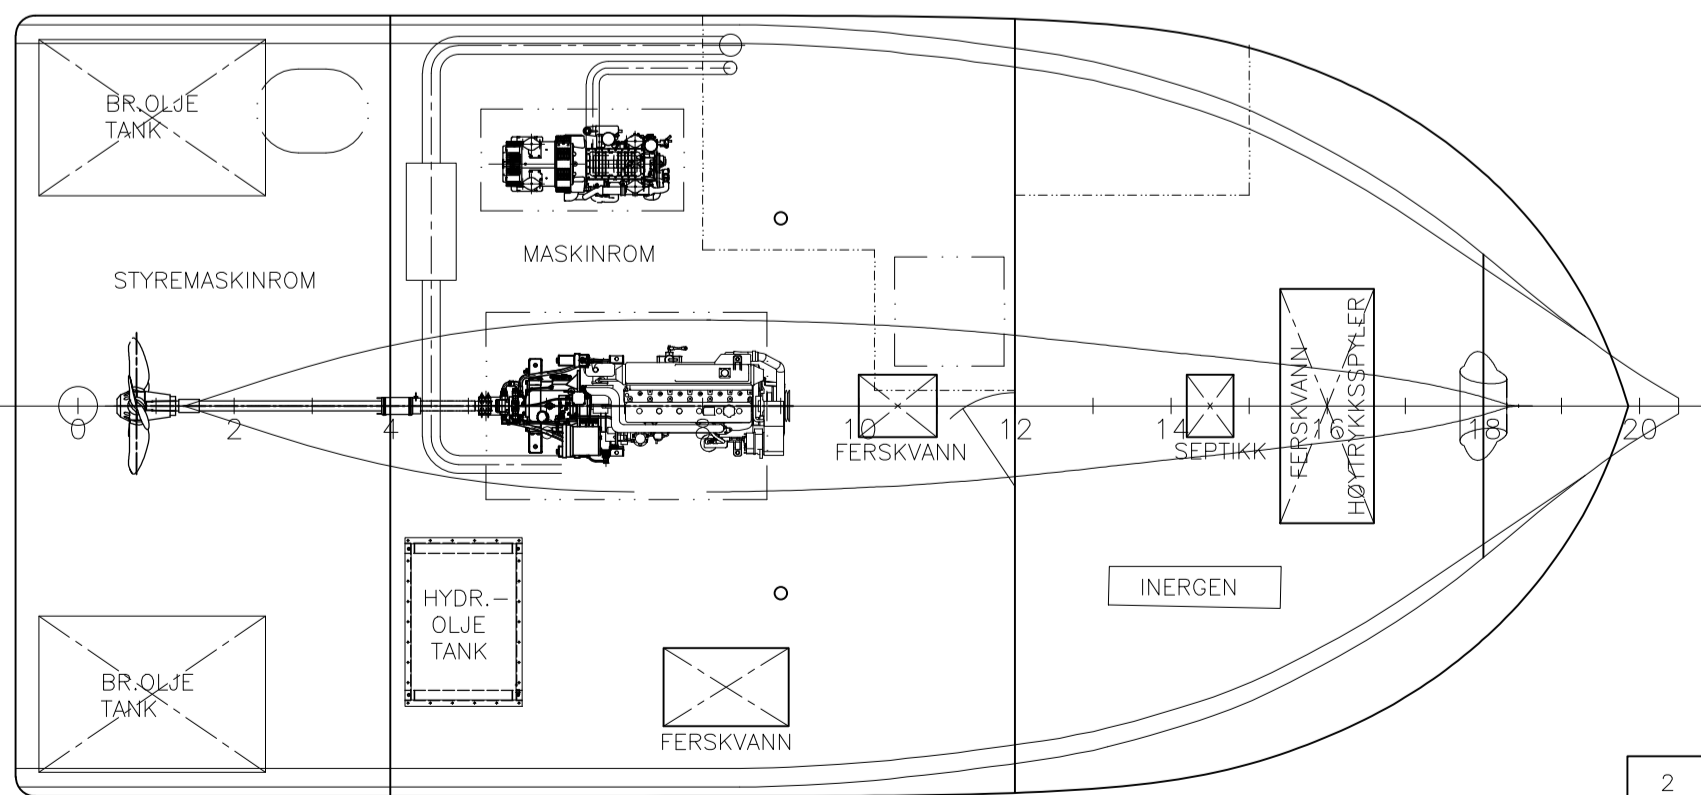 BR.OLJE
TANK
STYREMASKINROM
MASKINROM
0
2
4
8
10
12
14
16
18
20
FERSKVANN
SEPTIKK
FERSKVANN
HØYTRYKKSSPYLER
HYDR.–
OLJE
TANK
INERGEN
BR.OLJE
TANK
FERSKVANN
2